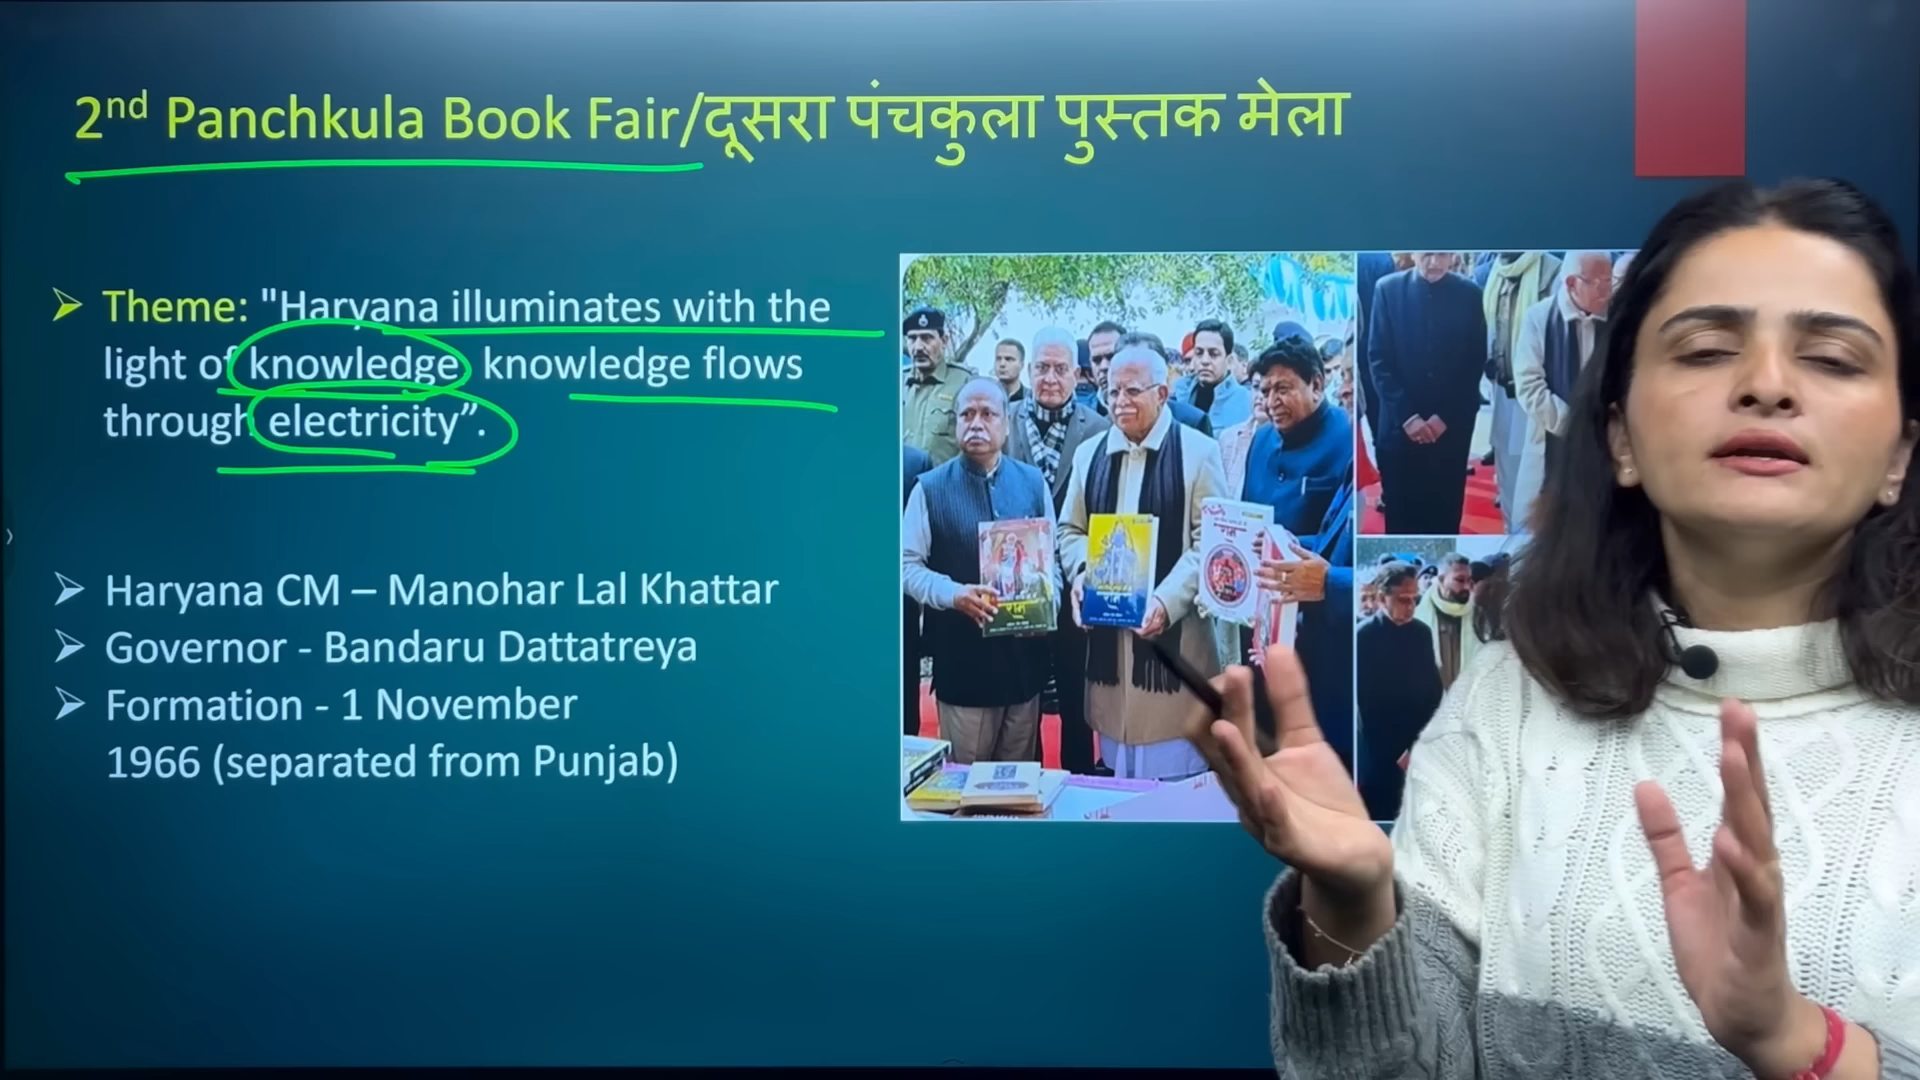 2nd Panchkula Book Fair/दूसरा पंचकुला पुस्तक मेला
Theme: "Haryana illuminates with the
light of knowledge knowledge flows
through electricity”.
Haryana CM – Manohar Lal Khattar
Governor - Bandaru Dattatreya
Formation - 1 November
1966 (separated from Punjab)
राम
राम
राम